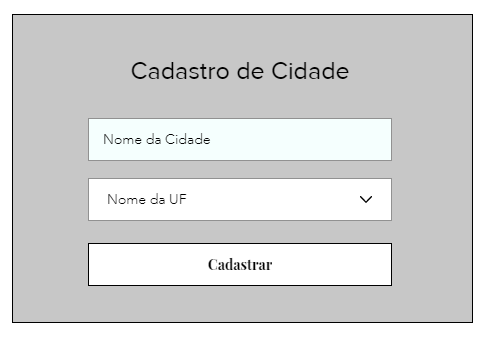 Cadastro de Cidade
Nome da Cidade
Nome da UF
Cadastrar